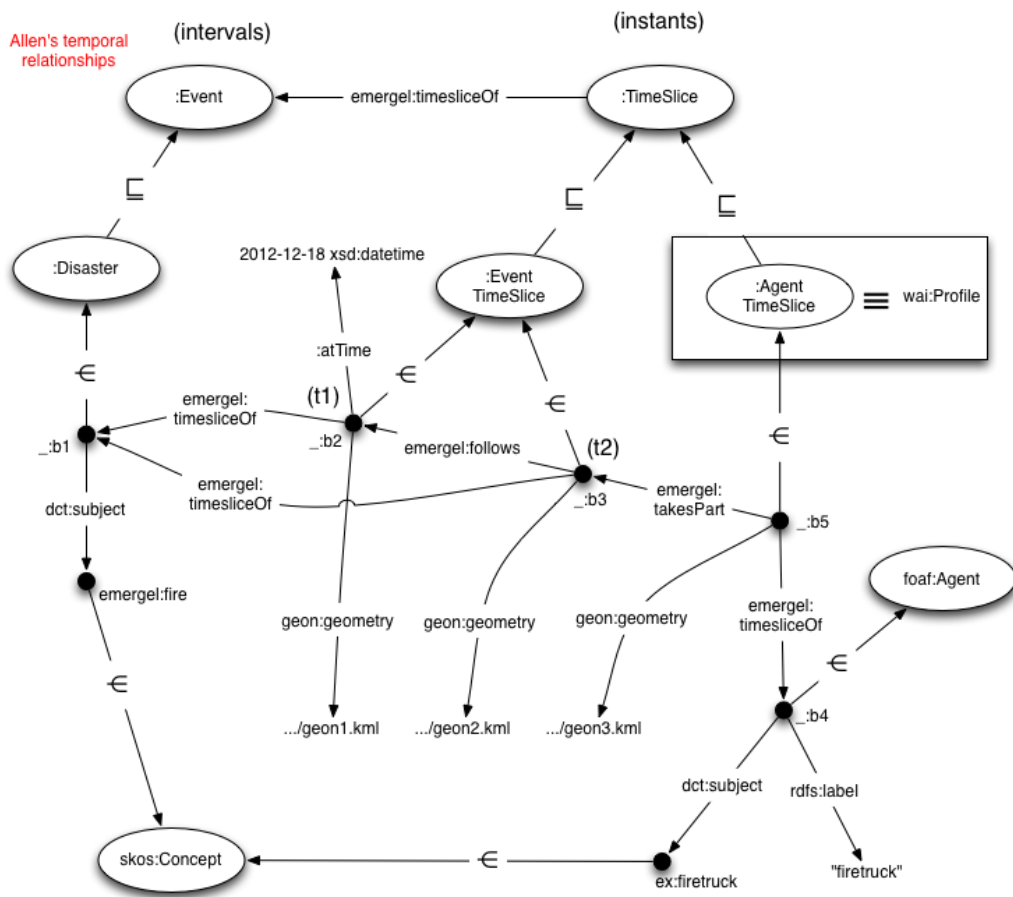 Allen's temporal
relationships
(intervals)
(instants)
:Event
emergel:timesliceOf
:TimeSlice
⊑
⊑
⊑
:Disaster
2012-12-18 xsd:datetime
:Event
TimeSlice
:Agent
TimeSlice
≡
wai:Profile
:atTime
∈
∈
∈
∈
emergel:
timesliceOf
(t1)
_:b2
emergel:follows
(t2)
_:b1
emergel:
timesliceOf
_:b3
emergel:
takesPart
_:b5
dct:subject
emergel:fire
foaf:Agent
geon:geometry
geon:geometry
geon:geometry
emergel:
timesliceOf
∈
∈
.../geon1.kml
.../geon2.kml
.../geon3.kml
_:b4
dct:subject
rdfs:label
skos:Concept
∈
ex:firetruck
"firetruck"